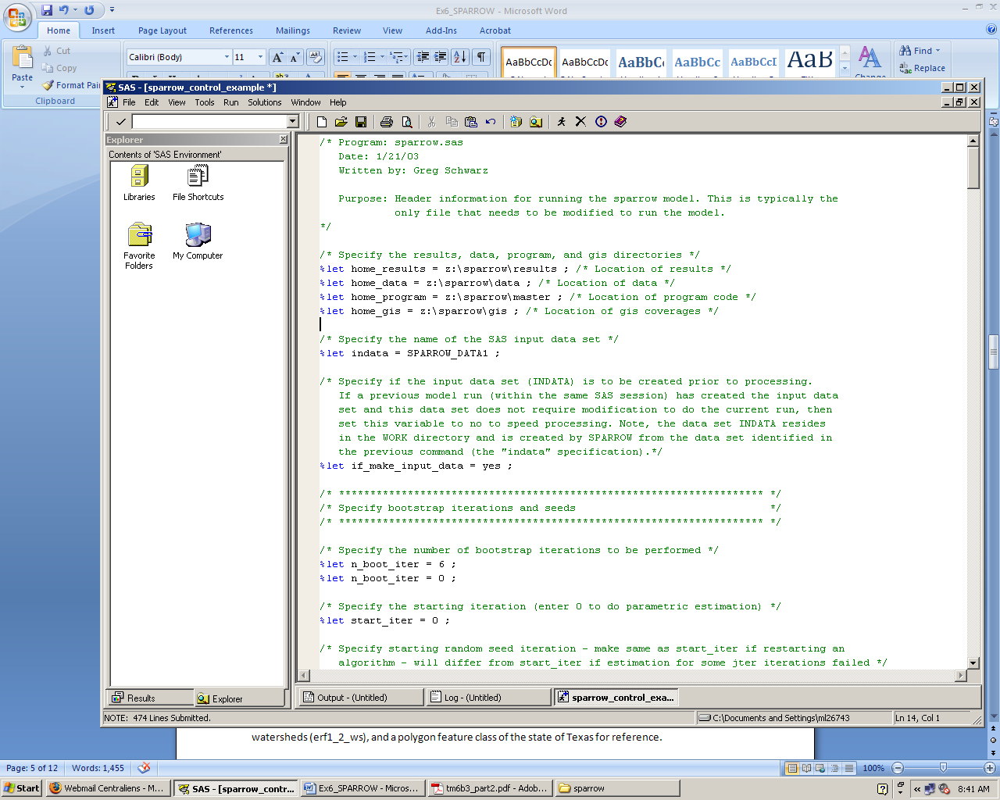 Ex6_SPARROW - Microsoft Word
Home Insert Page Layout References Mailings Review View Add-Ins Acrobat
Paste
Cut
Copy
Format Pai
Clipboard
Calibri (Body) 11
AaBbCcDc AaBbCcDc AaBbC AaBbCc AaBbCcI AaB
Find
Replace
SAS - [sparrow_control_example *]
File Edit View Tools Run Solutions Window Help
Explorer
Contents of 'SAS Environment'
Libraries
File Shortcuts
Favorite Folders
My Computer
/* Program: sparrow.sas
Date: 1/21/03
Written by: Greg Schwarz
Purpose: Header information for running the sparrow model. This is typically the
only file that needs to be modified to run the model.
*/
/* Specify the results, data, program, and gis directories */
%let home_results = z:\sparrow\results ; /* Location of results */
%let home_data = z:\sparrow\data ; /* Location of data */
%let home_program = z:\sparrow\master ; /* Location of program code */
%let home_gis = z:\sparrow\gis ; /* Location of gis coverages */
/* Specify the name of the SAS input data set */
%let indata = SPARROW_DATA1 ;
/* Specify if the input data set (INDATA) is to be created prior to processing.
If a previous model run (within the same SAS session) has created the input data
set and this data set does not require modification to do the current run, then
set this variable to no to speed processing. Note, the data set INDATA resides
in the WORK directory and is created by SPARROW from the data set identified in
the previous command (the "indata" specification).*/
%let if_make_input_data = yes ;
/* ******************************************************************** */
/* Specify bootstrap iterations and seeds */
/* ******************************************************************** */
/* Specify the number of bootstrap iterations to be performed */
%let n_boot_iter = 6 ;
%let n_boot_iter = 0 ;
/* Specify the starting iteration (enter 0 to do parametric estimation) */
%let start_iter = 0 ;
/* Specify starting random seed iteration - make same as start_iter if restarting an
algorithm - will differ from start_iter if estimation for some jter iterations failed */
Results Explorer
Output - (Untitled) Log - (Untitled) sparrow_control_exa...
NOTE: 474 Lines Submitted.
C:\Documents and Settings\ml26743
Ln 14, Col 1
watersheds (erf1_2_ws), and a polygon feature class of the state of Texas for reference.
Page: 5 of 12 Words: 1,455
100%
Start Webmail Centraliens - M... SAS - [sparrow_contr... Ex6_SPARROW - Micros... tm6b3_part2.pdf - Adob... sparrow
8:41 AM